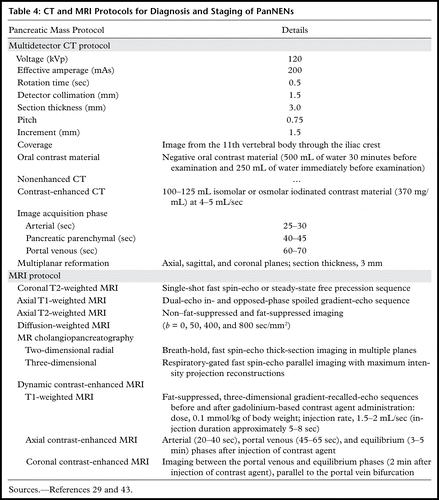 Table 4: CT and MRI Protocols for Diagnosis and Staging of PanNENs
Pancreatic Mass Protocol Details
Multidetector CT protocol
Voltage (kVp) 120
Effective amperage (mAs) 200
Rotation time (sec) 0.5
Detector collimation (mm) 1.5
Section thickness (mm) 3.0
Pitch 0.75
Increment (mm) 1.5
Coverage Image from the 11th vertebral body through the iliac crest
Oral contrast material Negative oral contrast material (500 mL of water 30 minutes before
examination and 250 mL of water immediately before examination)
Nonenhanced CT ...
Contrast-enhanced CT 100–125 mL isomolar or osmolar iodinated contrast material (370 mg/
mL) at 4–5 mL/sec
Image acquisition phase
Arterial (sec) 25–30
Pancreatic parenchymal (sec) 40–45
Portal venous (sec) 60–70
Multiplanar reformation Axial, sagittal, and coronal planes; section thickness, 3 mm
MRI protocol
Coronal T2-weighted MRI Single-shot fast spin-echo or steady-state free precession sequence
Axial T1-weighted MRI Dual-echo in- and opposed-phase spoiled gradient-echo sequence
Axial T2-weighted MRI Non–fat-suppressed and fat-suppressed imaging
Diffusion-weighted MRI (b = 0, 50, 400, and 800 sec/mm²)
MR cholangiopancreatography
Two-dimensional radial Breath-hold, fast spin-echo thick-section imaging in multiple planes
Three-dimensional Respiratory-gated fast spin-echo parallel imaging with maximum inten-
sity projection reconstructions
Dynamic contrast-enhanced MRI
T1-weighted MRI Fat-suppressed, three-dimensional gradient-recalled-echo sequences
before and after gadolinium-based contrast agent administration:
dose, 0.1 mmol/kg of body weight; injection rate, 1.5–2 mL/sec (in-
jection duration approximately 5–8 sec)
Axial contrast-enhanced MRI Arterial (20–40 sec), portal venous (45–65 sec), and equilibrium (3–5
min) phases after injection of contrast agent
Coronal contrast-enhanced MRI Imaging between the portal venous and equilibrium phases (2 min after
injection of contrast agent), parallel to the portal vein bifurcation
Sources.—References 29 and 43.